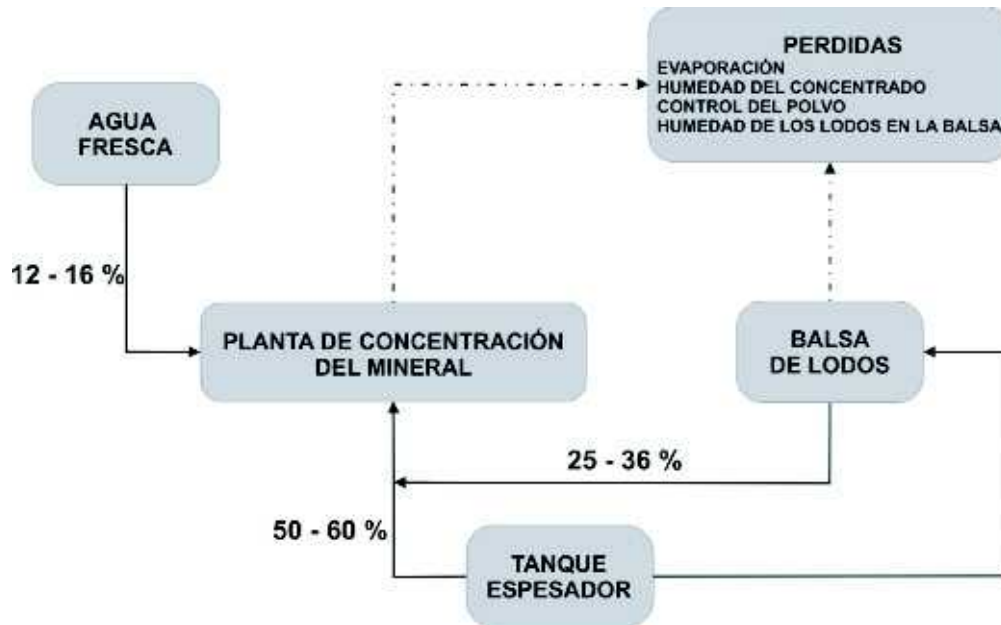 PERDIDAS
EVAPORACIÓN
HUMEDAD DEL CONCENTRADO
CONTROL DEL POLVO
HUMEDAD DE LOS LODOS EN LA BALSA
AGUA
FRESCA
12 - 16 %
PLANTA DE CONCENTRACIÓN
DEL MINERAL
BALSA
DE LODOS
25 - 36 %
50 - 60 %
TANQUE
ESPESADOR